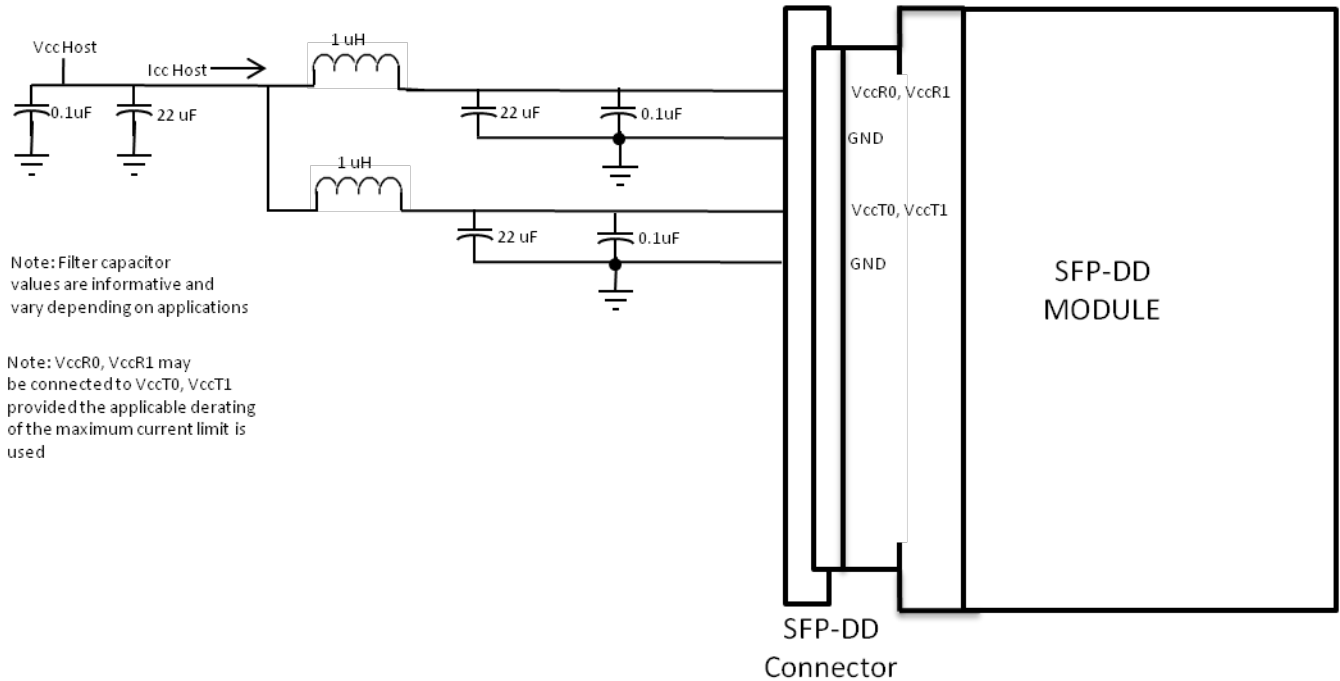 1 uH
Vcc Host
Icc Host
0.1uF
22 uF
22 uF
0.1uF
VccR0, VccR1
GND
1 uH
VccT0, VccT1
22 uF
0.1uF
GND
Note: Filter capacitor
values are informative and
vary depending on applications
SFP-DD
MODULE
Note: VccR0, VccR1 may
be connected to VccT0, VccT1
provided the applicable derating
of the maximum current limit is
used
SFP-DD
Connector